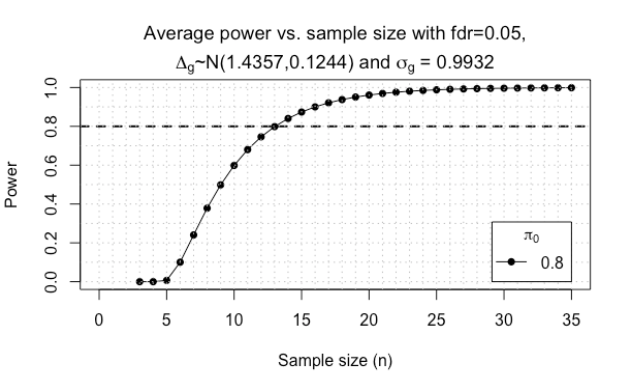 Average power vs. sample size with fdr=0.05,
Δg~N(1.4357,0.1244) and σg = 0.9932
Power
1.0
0.8
0.6
0.4
0.2
0.0
π0
0.8
0 5 10 15 20 25 30 35
Sample size (n)